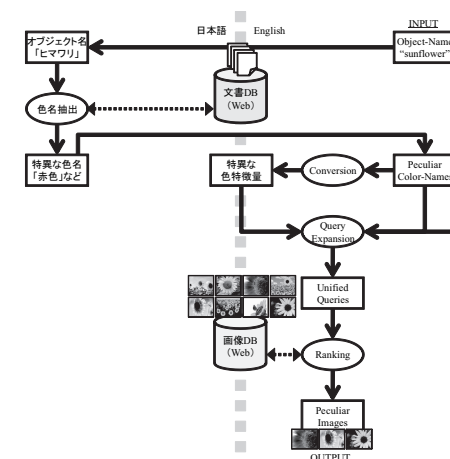 日本語
English
INPUT
オブジェクト名
「ヒマワリ」
Object-Name
“sunflower”
文書DB
（Web）
色名抽出
特異な色名
「赤色」など
特異な
色特徴量
Conversion
Peculiar
Color-Names
Query
Expansion
Unified
Queries
画像DB
（Web）
Ranking
Peculiar
Images
OUTPUT